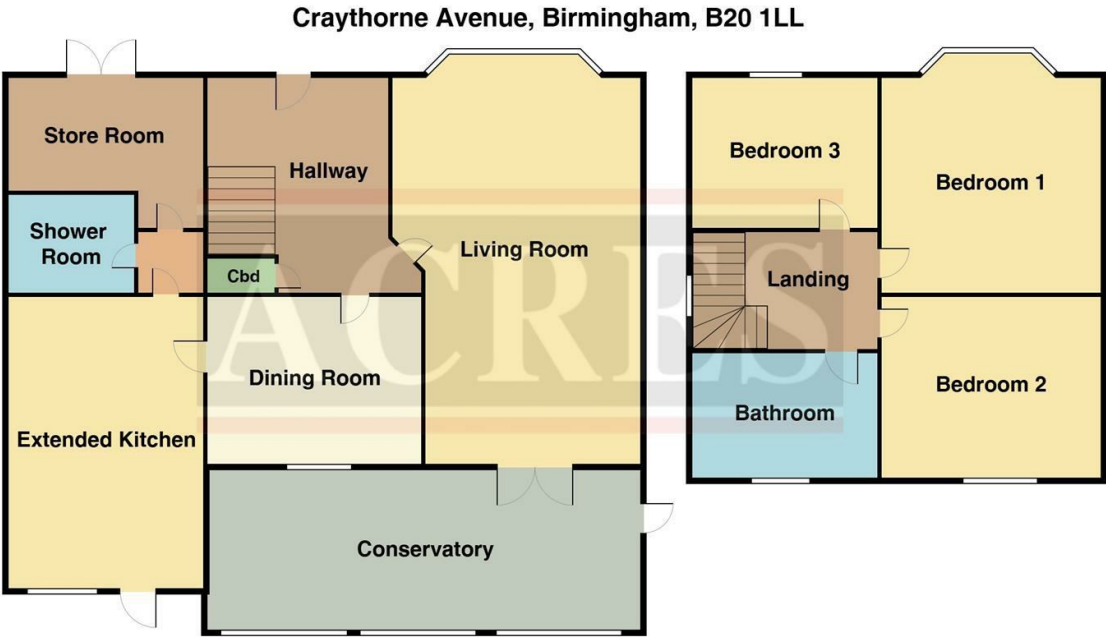 Craythorne Avenue, Birmingham, B20 1LL
Store Room
Hallway
Shower
Room
Cbd
Living Room
Dining Room
Extended Kitchen
Conservatory
Bedroom 3
Bedroom 1
Landing
Bathroom
Bedroom 2
ACRES